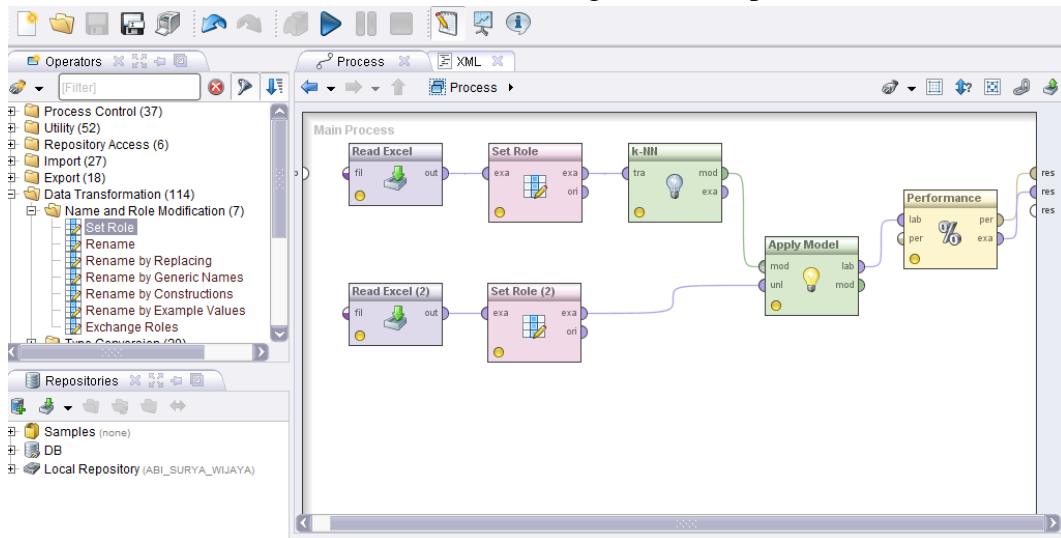 Operators
Process
XML
[Filter]
Process
Process Control (37)
Utility (52)
Repository Access (6)
Import (27)
Export (18)
Data Transformation (114)
Name and Role Modification (7)
Set Role
Rename
Rename by Replacing
Rename by Generic Names
Rename by Constructions
Rename by Example Values
Exchange Roles
Repositories
Samples (none)
DB
Local Repository (ABI_SURYA_WIJAYA)
Main Process
Read Excel
fil out
Set Role
exa exa
ori
k-NN
tra mod
exa
Performance
lab per
per exa
res
res
res
Apply Model
mod lab
unl mod
Read Excel (2)
fil out
Set Role (2)
exa exa
ori